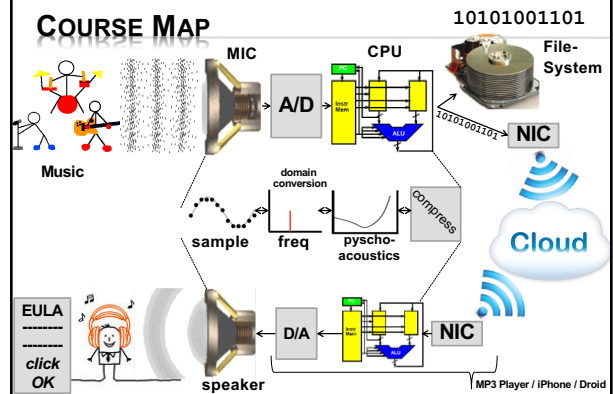 COURSE MAP
10101001101
MIC
CPU
File-
System
A/D
PC
Instr
Mem
ALU
10101001101
NIC
Music
domain
conversion
compress
sample
freq
pyscho-
acoustics
Cloud
EULA
--------
--------
click
OK
D/A
PC
Instr
Mem
ALU
NIC
speaker
MP3 Player / iPhone / Droid